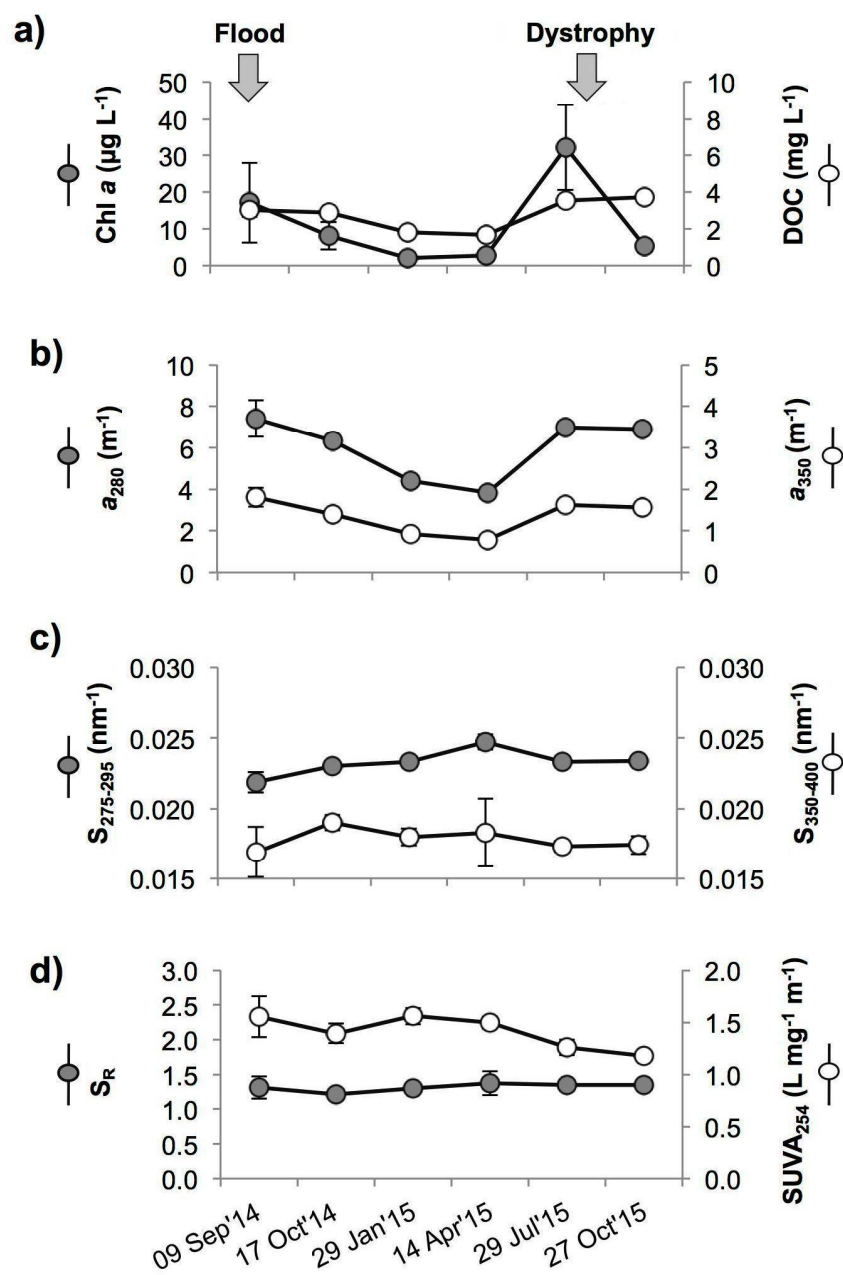 a)
Flood
Dystrophy
50
40
30
20
10
0
Chl a (µg L-1)
10
8
6
4
2
0
DOC (mg L-1)
b)
10
8
6
4
2
0
a280 (m-1)
5
4
3
2
1
0
a350 (m-1)
c)
0.030
0.025
0.020
0.015
S275-295 (nm-1)
0.030
0.025
0.020
0.015
S350-400 (nm-1)
d)
3.0
2.5
2.0
1.5
1.0
0.5
0.0
SR
2.0
1.5
1.0
0.5
0.0
SUVA254 (L mg-1 m-1)
09 Sep'14
17 Oct'14
29 Jan'15
14 Apr'15
29 Jul'15
27 Oct'15